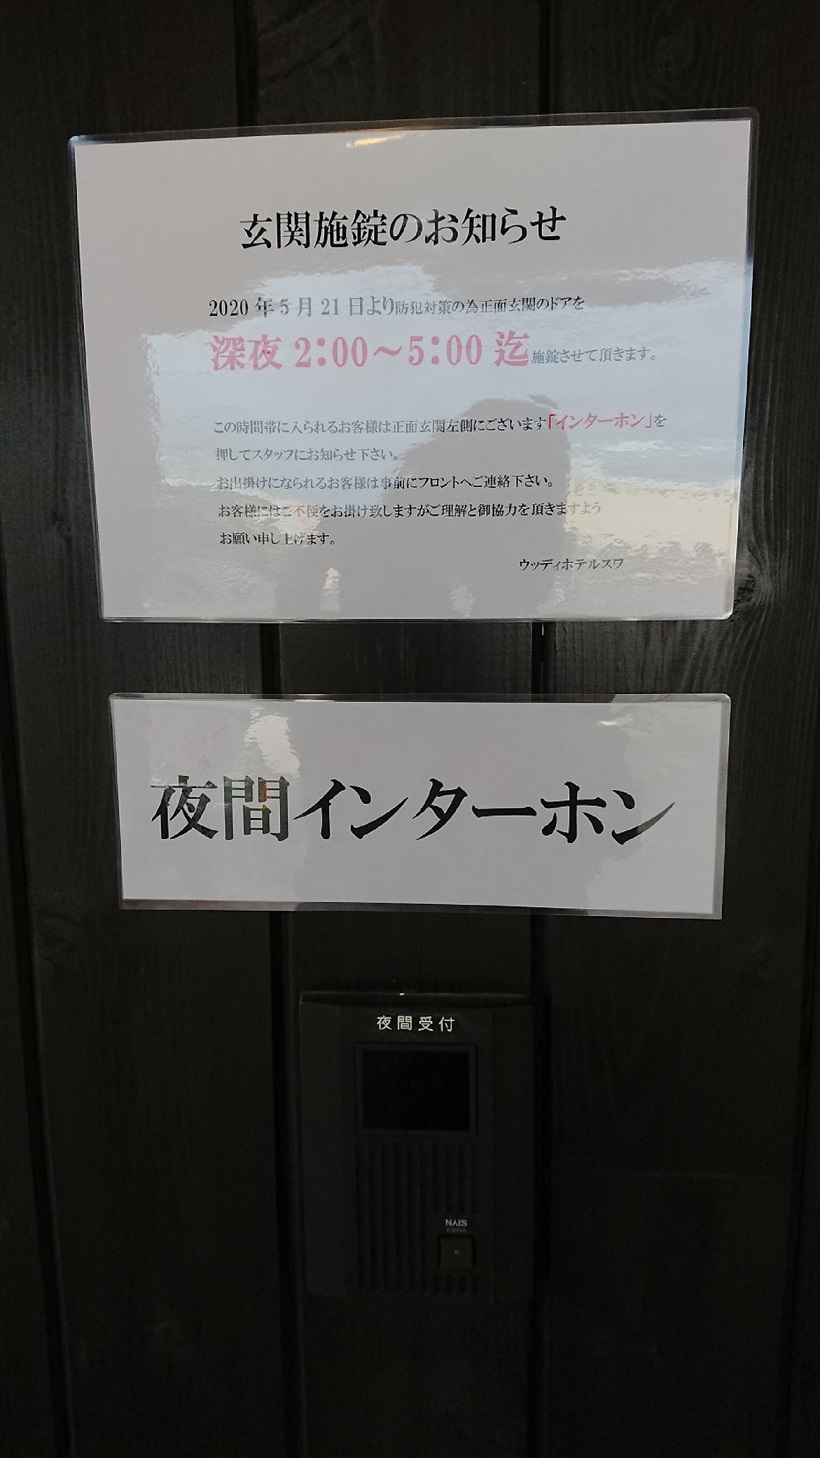 玄関施錠のお知らせ
2020 年 5 月 21 日より防犯対策の為正面玄関のドアを
深夜 2:00～5:00 迄施錠させて頂きます。
この時間帯に入られるお客様は正面玄関左側にございます「インターホン」を
押してスタッフにお知らせ下さい。
お出掛けになられるお客様は事前にフロントへご連絡下さい。
お客様にはご不便をお掛け致しますがご理解と御協力を頂きますよう
お願い申し上げます。
ウッディホテルスワ
夜間インターホン
夜間受付
NAIS